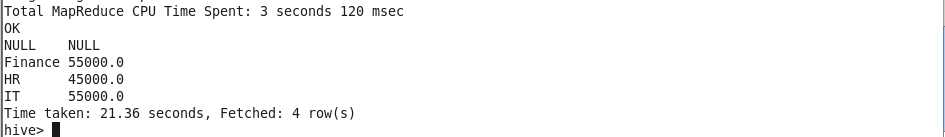 Total MapReduce CPU Time Spent: 3 seconds 120 msec
OK
NULL    NULL
Finance 55000.0
HR      45000.0
IT      55000.0
Time taken: 21.36 seconds, Fetched: 4 row(s)
hive>